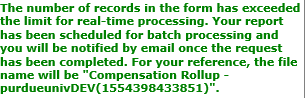 The number of records in the form has exceeded
the limit for real-time processing. Your report
has been scheduled for batch processing and
you will be notified by email once the request
has been completed. For your reference, the file
name will be "Compensation Rollup -
purdueunivDEV(1554398433851)".